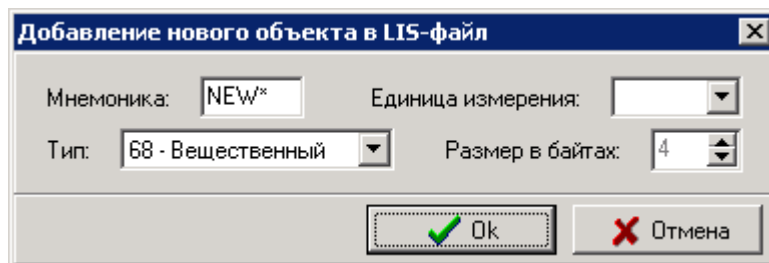 Добавление нового объекта в LIS-файл
Мнемоника: NEW* Единица измерения:
Тип: 68 - Вещественный Размер в байтах: 4
Ok Отмена